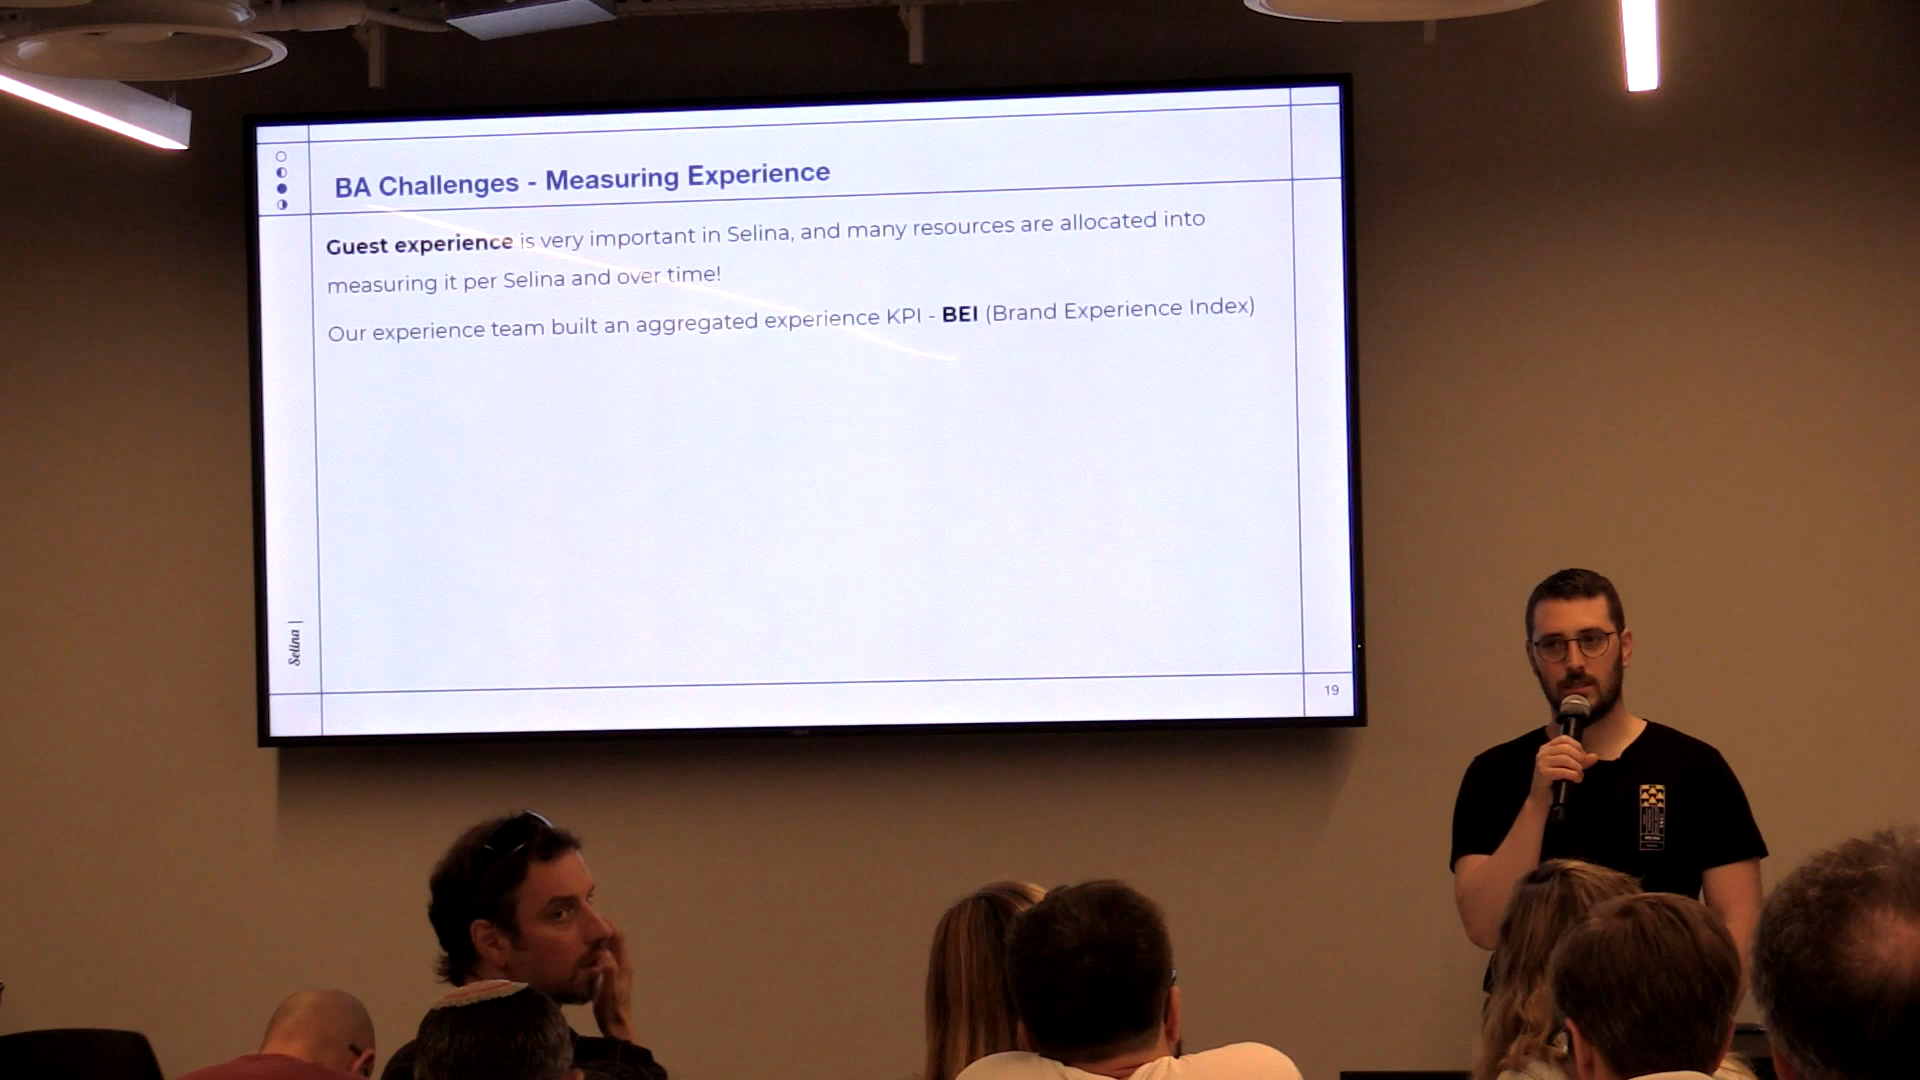 BA Challenges - Measuring Experience
Guest experience is very important in Selina, and many resources are allocated into
measuring it per Selina and over time!
Our experience team built an aggregated experience KPI - BEI (Brand Experience Index)
Selina |
19